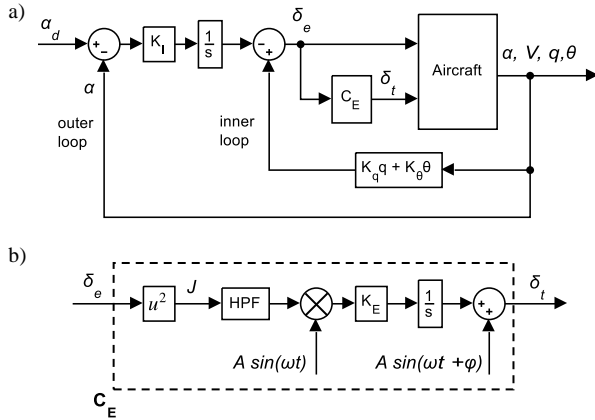 a)
α_d
+
-
K_I
1/s
-
+
δ_e
Aircraft
α, V, q, θ
C_E
δ_t
α
outer
loop
inner
loop
K_q q + K_θ θ
b)
δ_e
u²
J
HPF
K_E
1/s
+
+
δ_t
A sin(ωt)
A sin(ωt +φ)
C_E